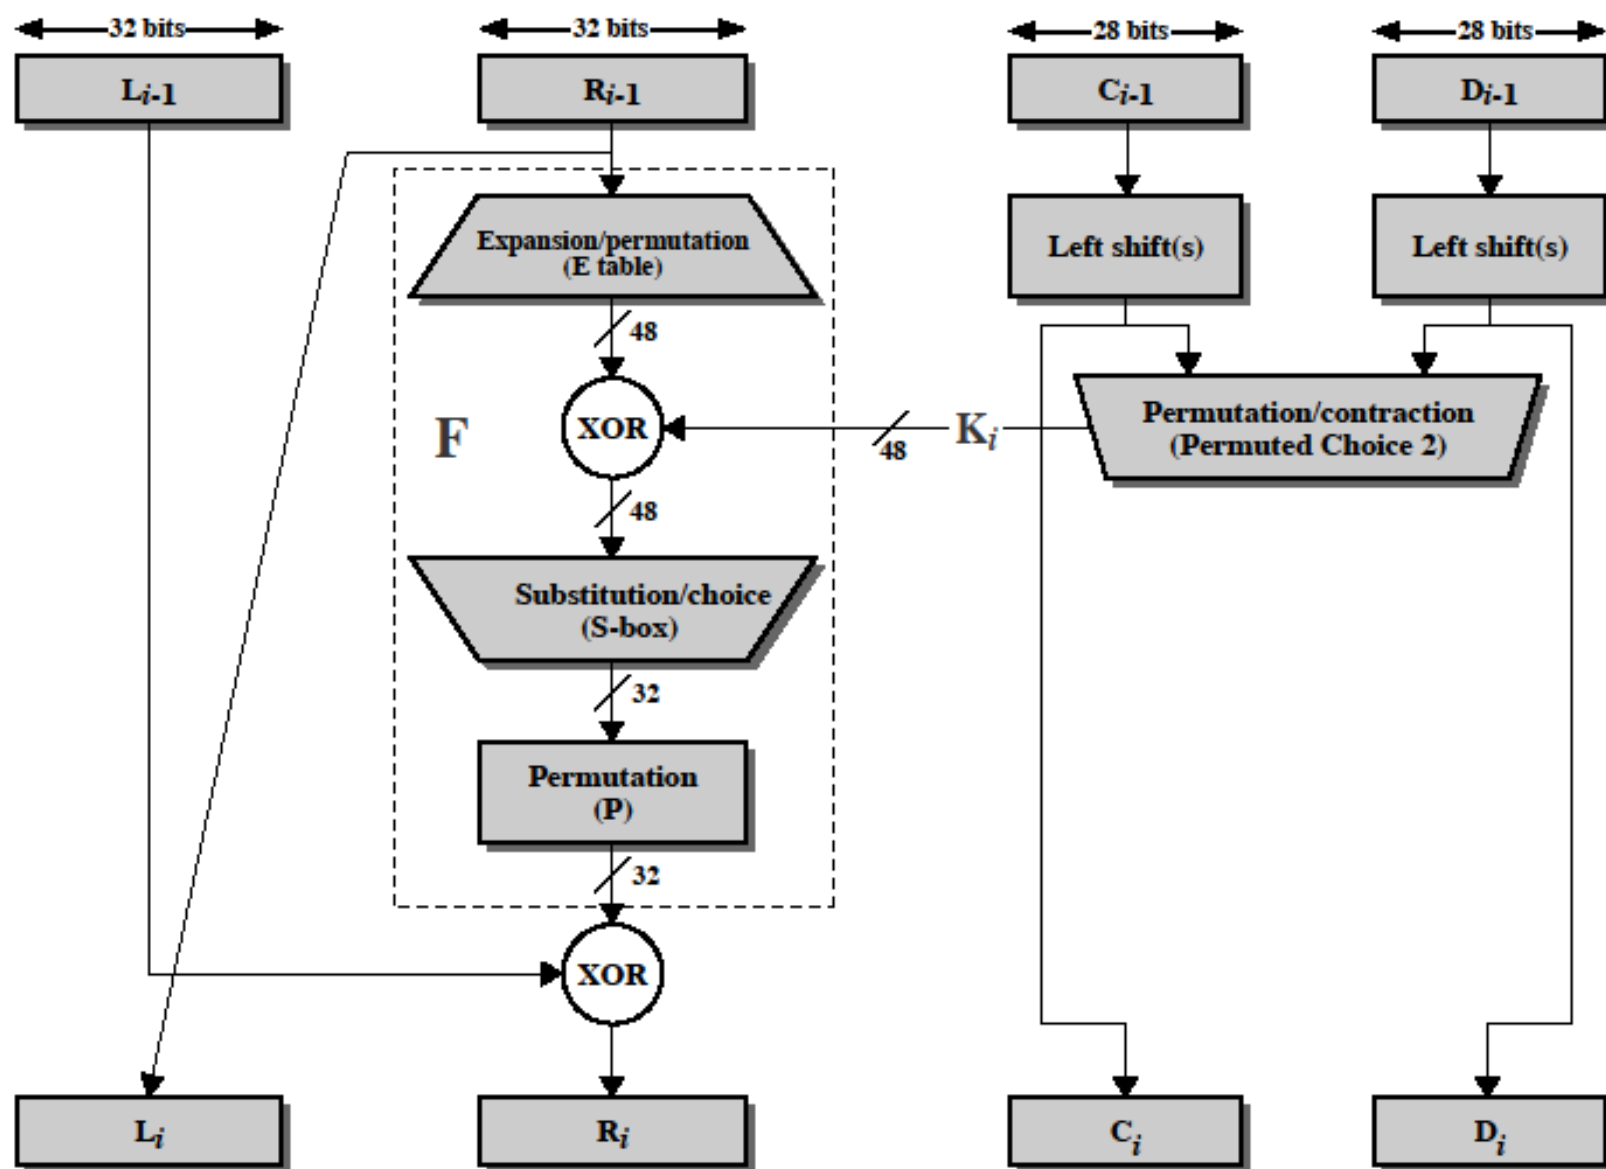 32 bits
32 bits
28 bits
28 bits
Li-1
Ri-1
Ci-1
Di-1
Expansion/permutation
(E table)
Left shift(s)
Left shift(s)
48
F
XOR
48
Ki
Permutation/contraction
(Permuted Choice 2)
48
Substitution/choice
(S-box)
32
Permutation
(P)
32
XOR
Li
Ri
Ci
Di